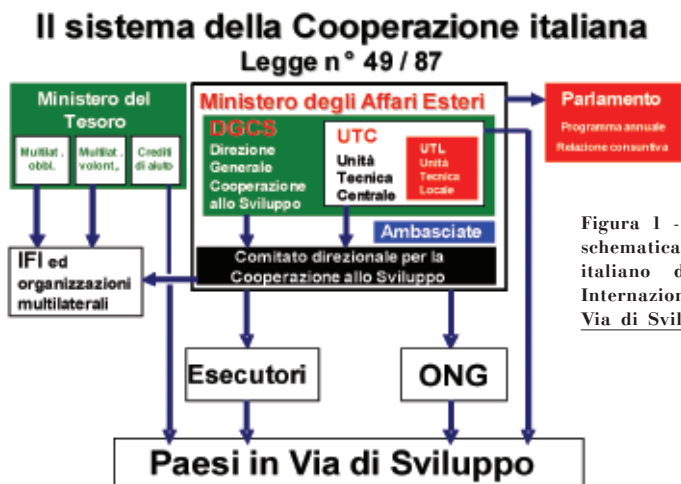 Il sistema della Cooperazione italiana
Legge n° 49 / 87
Ministero del
Tesoro
Multilat.
obbl.
Multilat.
volont.
Crediti
di aiuto
Ministero degli Affari Esteri
DGCS
Direzione
Generale
Cooperazione
allo Sviluppo
UTC
Unità
Tecnica
Centrale
UTL
Unità
Tecnica
Locale
Ambasciate
Comitato direzionale per la
Cooperazione allo Sviluppo
Parlamento
Programma annuale
Relazione consuntiva
IFI ed
organizzazioni
multilaterali
Figura 1 -
schematica
italiano d
Internazion
Via di Svil
Esecutori
ONG
Paesi in Via di Sviluppo